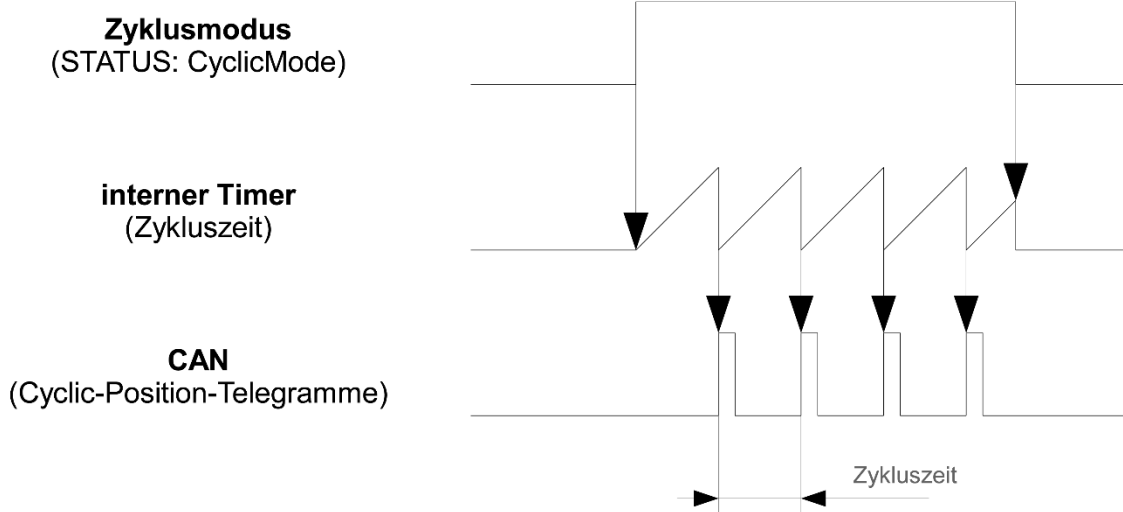 Zyklusmodus
(STATUS: CyclicMode)
interner Timer
(Zykluszeit)
CAN
(Cyclic-Position-Telegramme)
Zykluszeit